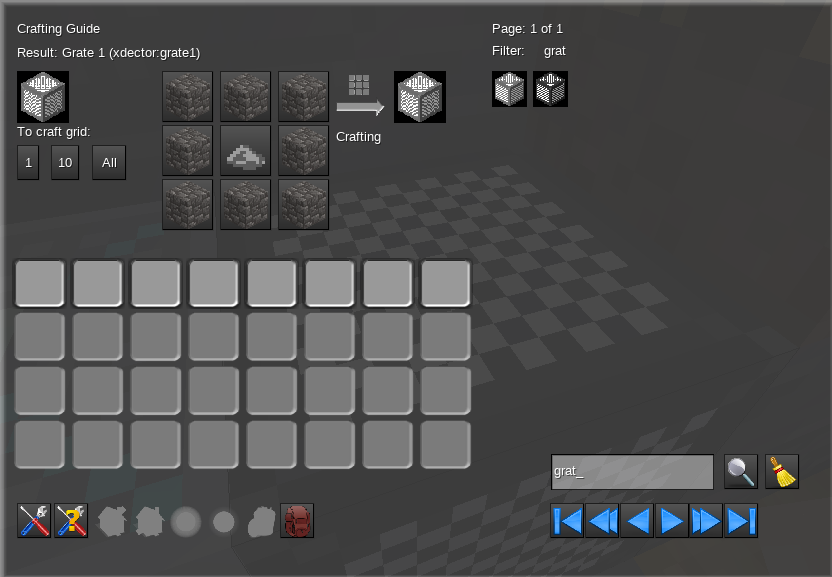 Crafting Guide
Result: Grate 1 (xdector:grate1)
To craft grid:
1 10 All
Crafting
Page: 1 of 1
Filter: grat
grat_